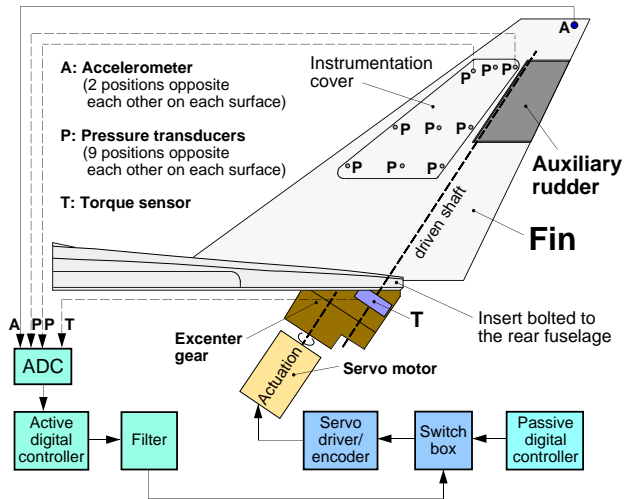 A
A: Accelerometer
(2 positions opposite
each other on each surface)
P: Pressure transducers
(9 positions opposite
each other on each surface)
T: Torque sensor
Instrumentation
cover
P P P
P P P
P P P
Auxiliary
rudder
Fin
driven shaft
Insert bolted to
the rear fuselage
T
Excenter
gear
Actuation
Servo motor
A P P T
ADC
Active
digital
controller
Filter
Servo
driver/
encoder
Switch
box
Passive
digital
controller